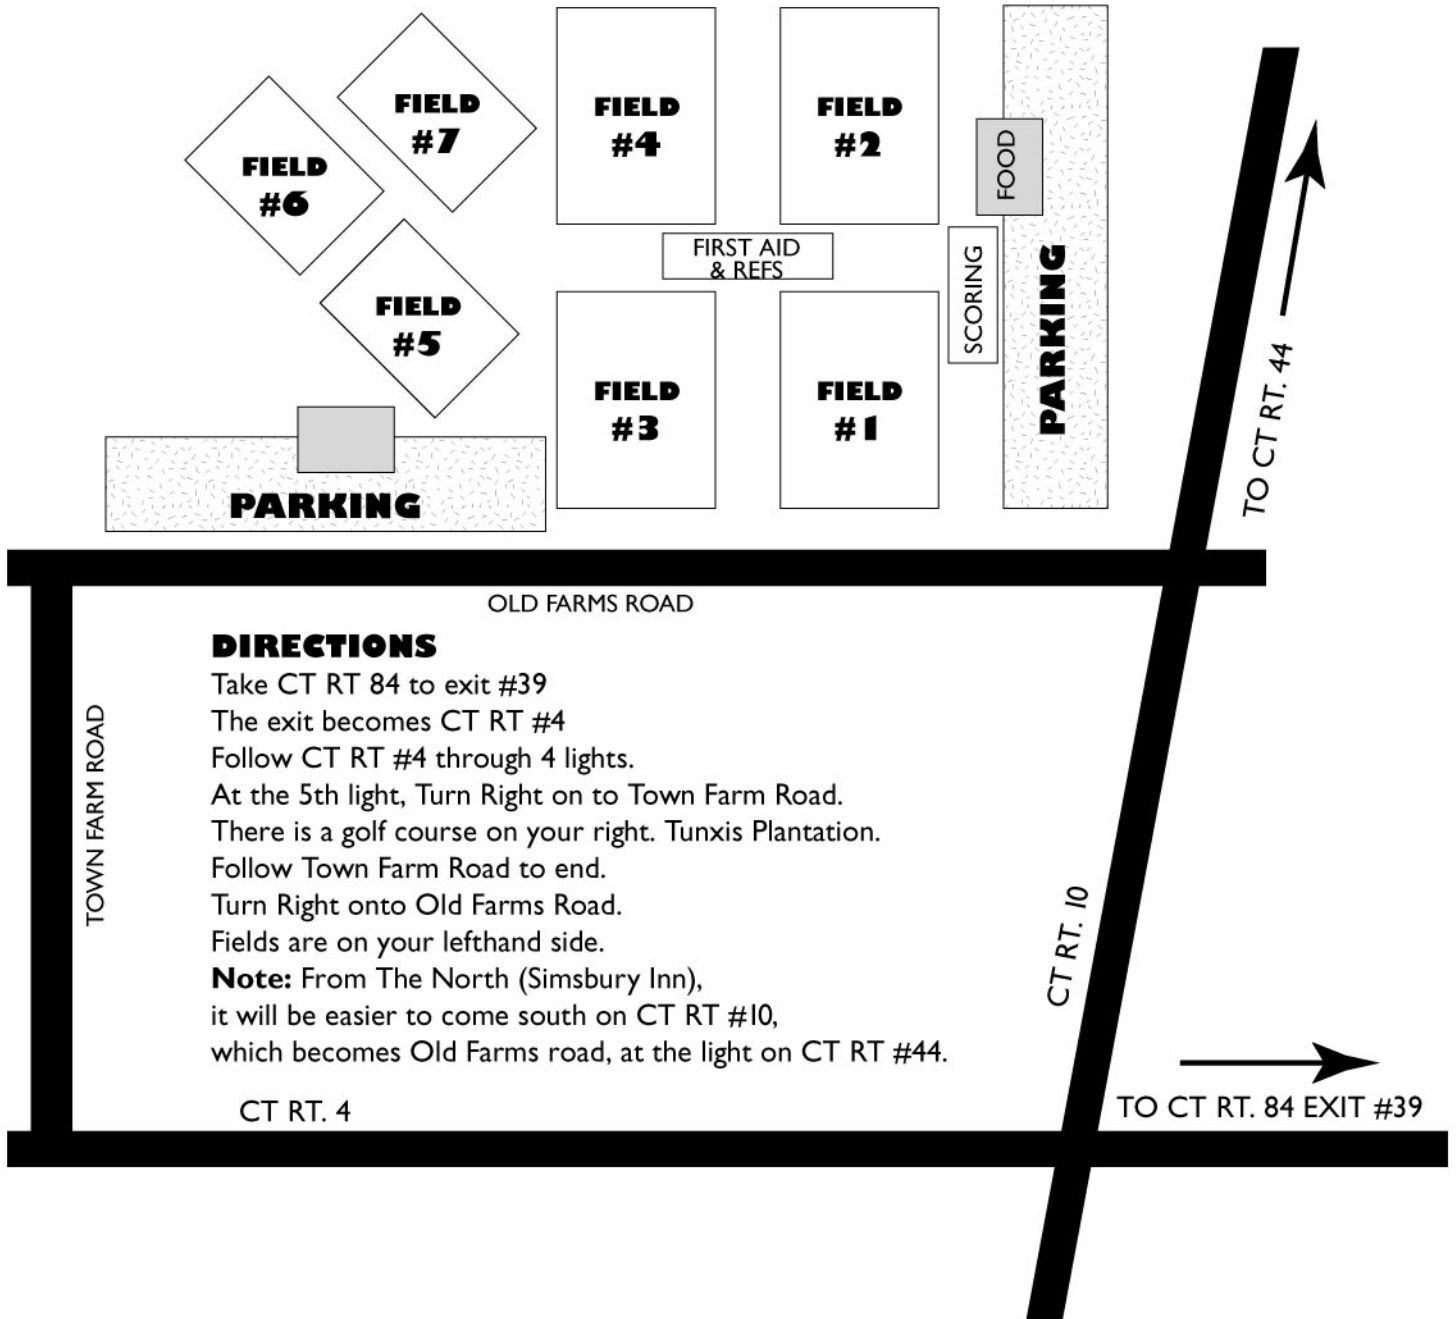 FIELD
#7
FIELD
#4
FIELD
#2
FIELD
#6
FOOD
FIRST AID
& REFS
SCORING
PARKING
FIELD
#5
FIELD
#3
FIELD
#1
PARKING
TO CT RT. 44
OLD FARMS ROAD
TOWN FARM ROAD
DIRECTIONS
Take CT RT 84 to exit #39
The exit becomes CT RT #4
Follow CT RT #4 through 4 lights.
At the 5th light, Turn Right on to Town Farm Road.
There is a golf course on your right. Tunxis Plantation.
Follow Town Farm Road to end.
Turn Right onto Old Farms Road.
Fields are on your lefthand side.
Note: From The North (Simsbury Inn),
it will be easier to come south on CT RT #10,
which becomes Old Farms road, at the light on CT RT #44.
CT RT. 10
CT RT. 4
TO CT RT. 84 EXIT #39